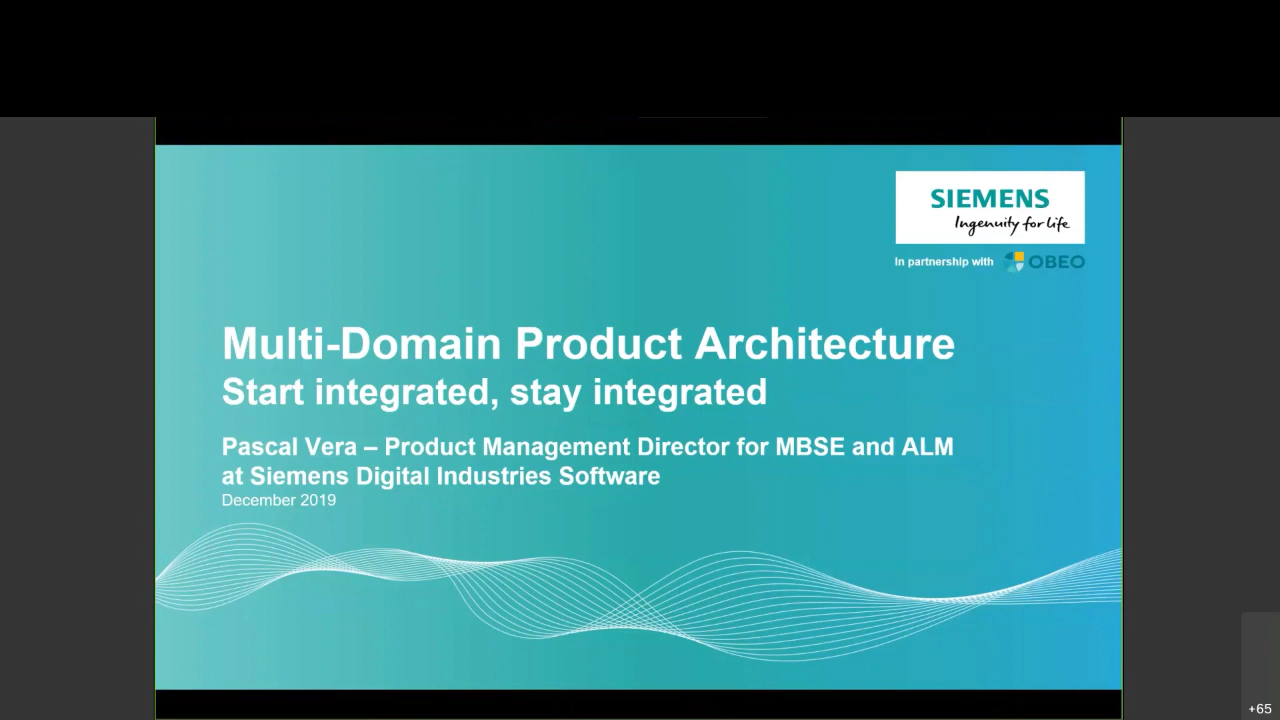 SIEMENS
Ingenuity for life
In partnership with OBEO
Multi-Domain Product Architecture
Start integrated, stay integrated
Pascal Vera – Product Management Director for MBSE and ALM
at Siemens Digital Industries Software
December 2019
+65